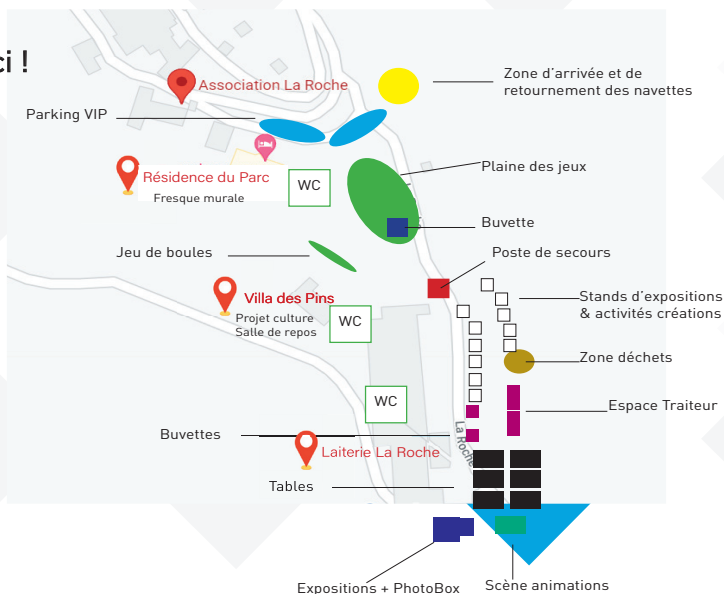 ci !
Association La Roche
Zone d'arrivée et de
retournement des navettes
Parking VIP
Plaine des jeux
Résidence du Parc
Fresque murale
WC
Buvette
Jeu de boules
Poste de secours
Villa des Pins
Projet culture
Salle de repos
WC
Stands d'expositions
& activités créations
Zone déchets
WC
Espace Traiteur
Buvettes
La Roche
Laiterie La Roche
Tables
Expositions + PhotoBox
Scène animations